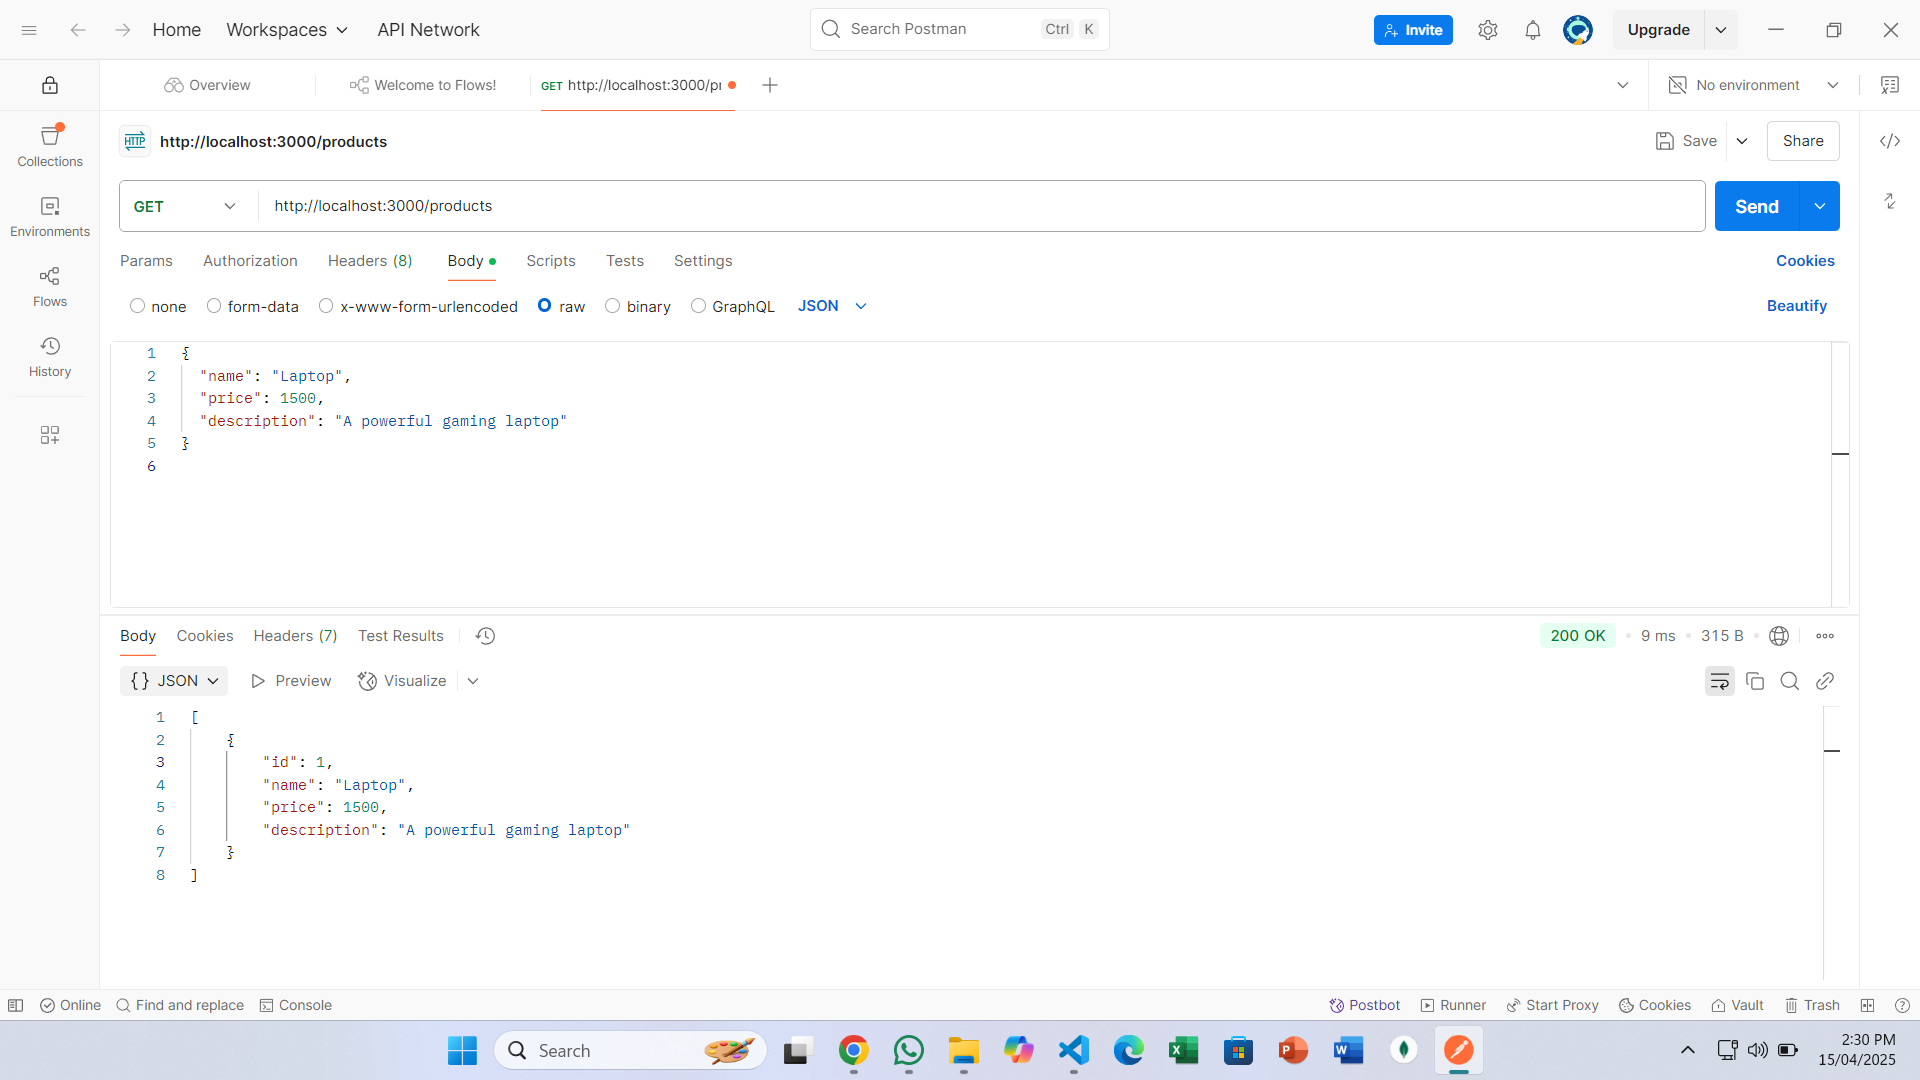 Home Workspaces API Network Search Postman Ctrl K Invite Upgrade
Overview Welcome to Flows! GET http://localhost:3000/pr No environment
HTTP http://localhost:3000/products Save Share
Collections
Environments
Flows
History
GET http://localhost:3000/products Send
Params Authorization Headers (8) Body Scripts Tests Settings Cookies
none form-data x-www-form-urlencoded raw binary GraphQL JSON Beautify
1 {
2 "name": "Laptop",
3 "price": 1500,
4 "description": "A powerful gaming laptop"
5 }
6
Body Cookies Headers (7) Test Results 200 OK 9 ms 315 B
{} JSON Preview Visualize
1 [
2 {
3 "id": 1,
4 "name": "Laptop",
5 "price": 1500,
6 "description": "A powerful gaming laptop"
7 }
8 ]
Online Find and replace Console Postbot Runner Start Proxy Cookies Vault Trash
Search
2:30 PM
15/04/2025